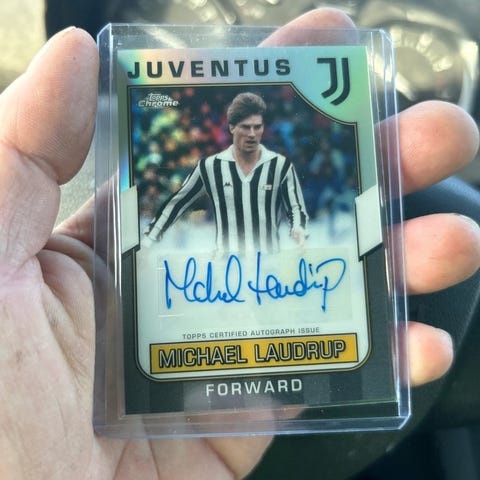 JUVENTUS
Topps
Chrome
Michael Laudrup
TOPPS CERTIFIED AUTOGRAPH ISSUE
MICHAEL LAUDRUP
FORWARD